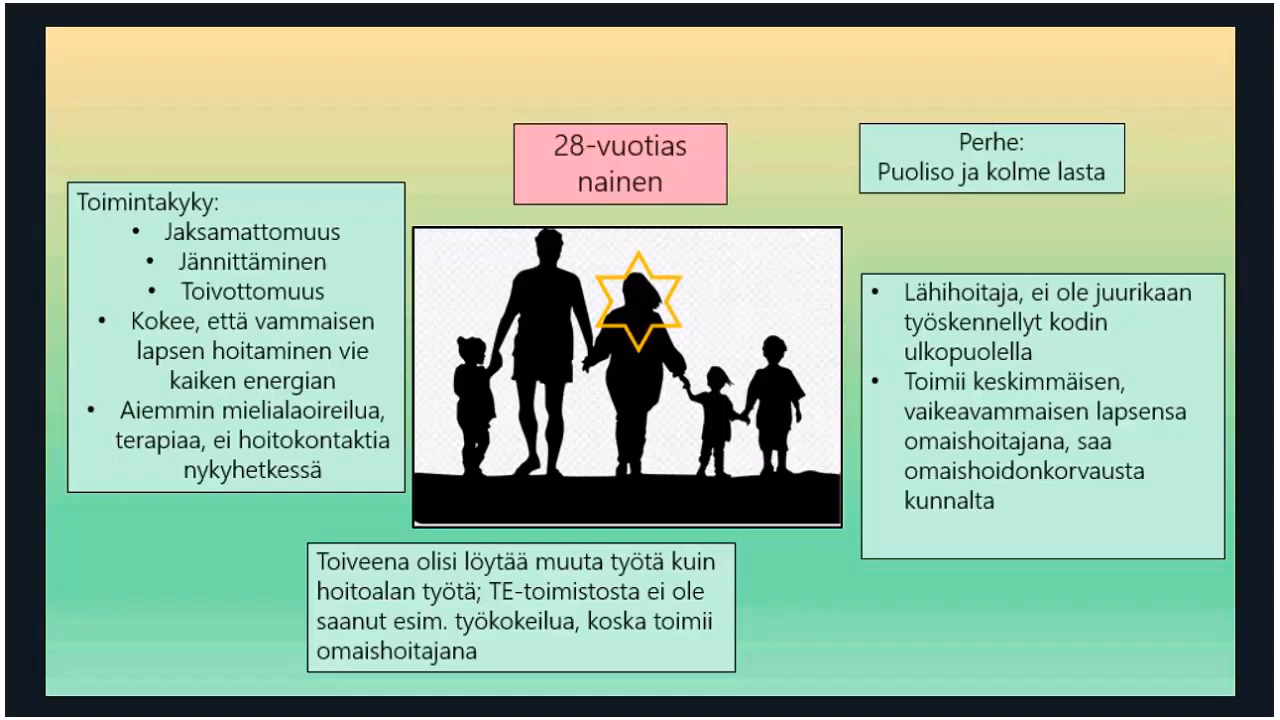 28-vuotias
nainen
Perhe:
Puoliso ja kolme lasta
Toimintakyky:
• Jaksamattomuus
• Jännittäminen
• Toivottomuus
• Kokee, että vammaisen
lapsen hoitaminen vie
kaiken energian
• Aiemmin mielialaoireilua,
terapiaa, ei hoitokontaktia
nykyhetkessä
• Lähihoitaja, ei ole juurikaan
työskennellyt kodin
ulkopuolella
• Toimii keskimmäisen,
vaikeavammaisen lapsensa
omaishoitajana, saa
omaishoidonkorvausta
kunnalta
Toiveena olisi löytää muuta työtä kuin
hoitoalan työtä; TE-toimistosta ei ole
saanut esim. työkokeilua, koska toimii
omaishoitajana